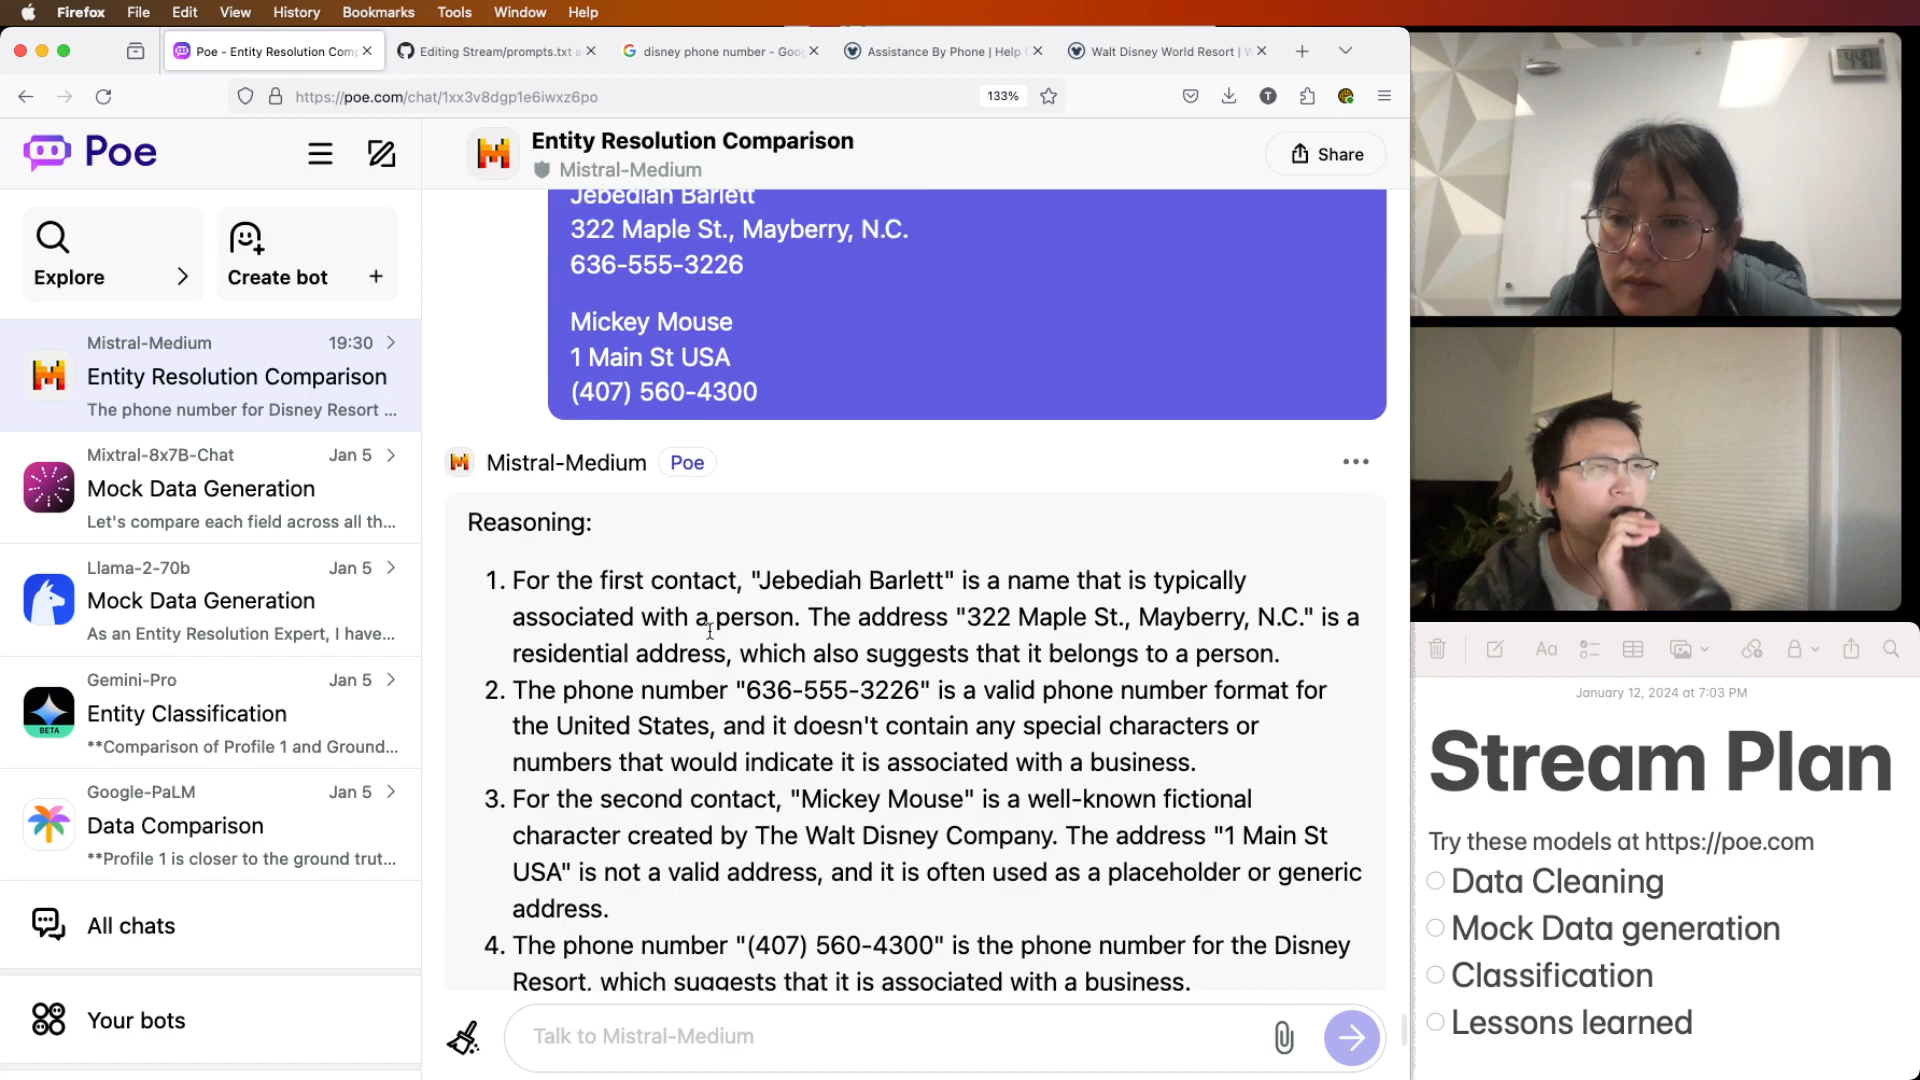 Firefox File Edit View History Bookmarks Tools Window Help
Poe - Entity Resolution Com
Editing Stream/prompts.txt
disney phone number - Goo
Assistance By Phone | Help
Walt Disney World Resort |
https://poe.com/chat/1xx3v8dgp1e6iwxz6po
133%
T
Poe
Explore
Create bot +
Mistral-Medium 19:30
Entity Resolution Comparison
The phone number for Disney Resort ...
Mixtral-8x7B-Chat Jan 5
Mock Data Generation
Let's compare each field across all th...
Llama-2-70b Jan 5
Mock Data Generation
As an Entity Resolution Expert, I have...
Gemini-Pro Jan 5
BETA
Entity Classification
**Comparison of Profile 1 and Ground...
Google-PaLM Jan 5
Data Comparison
**Profile 1 is closer to the ground trut...
All chats
Your bots
Entity Resolution Comparison
Mistral-Medium
Share
Jebediah Barlett
322 Maple St., Mayberry, N.C.
636-555-3226
Mickey Mouse
1 Main St USA
(407) 560-4300
Mistral-Medium Poe
Reasoning:
1. For the first contact, "Jebediah Barlett" is a name that is typically
associated with a person. The address "322 Maple St., Mayberry, N.C." is a
residential address, which also suggests that it belongs to a person.
2. The phone number "636-555-3226" is a valid phone number format for
the United States, and it doesn't contain any special characters or
numbers that would indicate it is associated with a business.
3. For the second contact, "Mickey Mouse" is a well-known fictional
character created by The Walt Disney Company. The address "1 Main St
USA" is not a valid address, and it is often used as a placeholder or generic
address.
4. The phone number "(407) 560-4300" is the phone number for the Disney
Resort, which suggests that it is associated with a business.
Talk to Mistral-Medium
Aa
January 12, 2024 at 7:03 PM
Stream Plan
Try these models at https://poe.com
Data Cleaning
Mock Data generation
Classification
Lessons learned